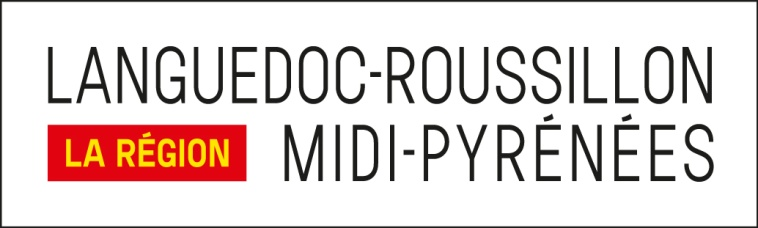 LANGUEDOC-ROUSSILLON
LA RÉGION MIDI-PYRÉNÉES